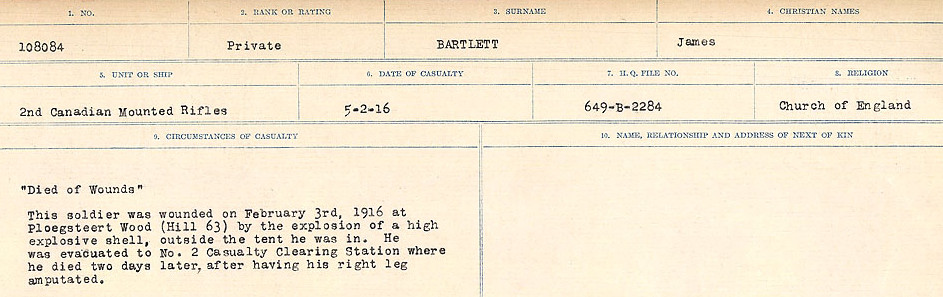 1. NO. 2. RANK OR RATING 3. SURNAME 4. CHRISTIAN NAMES
108084 Private BARTLETT James
5. UNIT OR SHIP 6. DATE OF CASUALTY 7. H.Q. FILE NO. 8. RELIGION
2nd Canadian Mounted Rifles 5-2-16 649-B-2284 Church of England
9. CIRCUMSTANCES OF CASUALTY 10. NAME, RELATIONSHIP AND ADDRESS OF NEXT OF KIN
"Died of Wounds"
This soldier was wounded on February 3rd, 1916 at
Ploegsteert Wood (Hill 63) by the explosion of a high
explosive shell, outside the tent he was in. He
was evacuated to No. 2 Casualty Clearing Station where
he died two days later, after having his right leg
amputated.